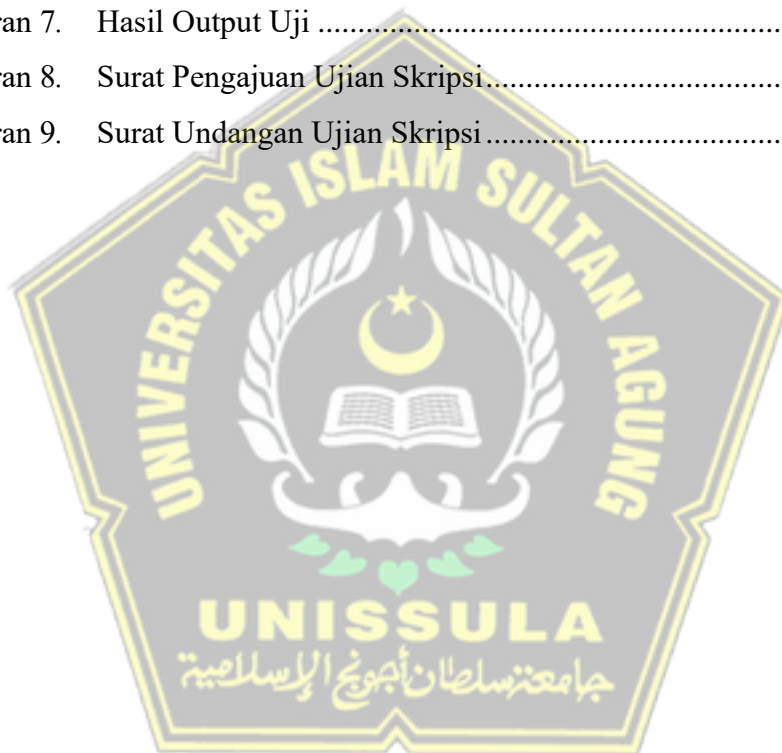 ran 7. Hasil Output Uji ..........................................................
ran 8. Surat Pengajuan Ujian Skripsi..........................................
ran 9. Surat Undangan Ujian Skripsi..........................................
UNIVERSITAS ISLAM SULTAN AGUNG
UNISSULA
جامعة سلطان أجونج الإسلامية